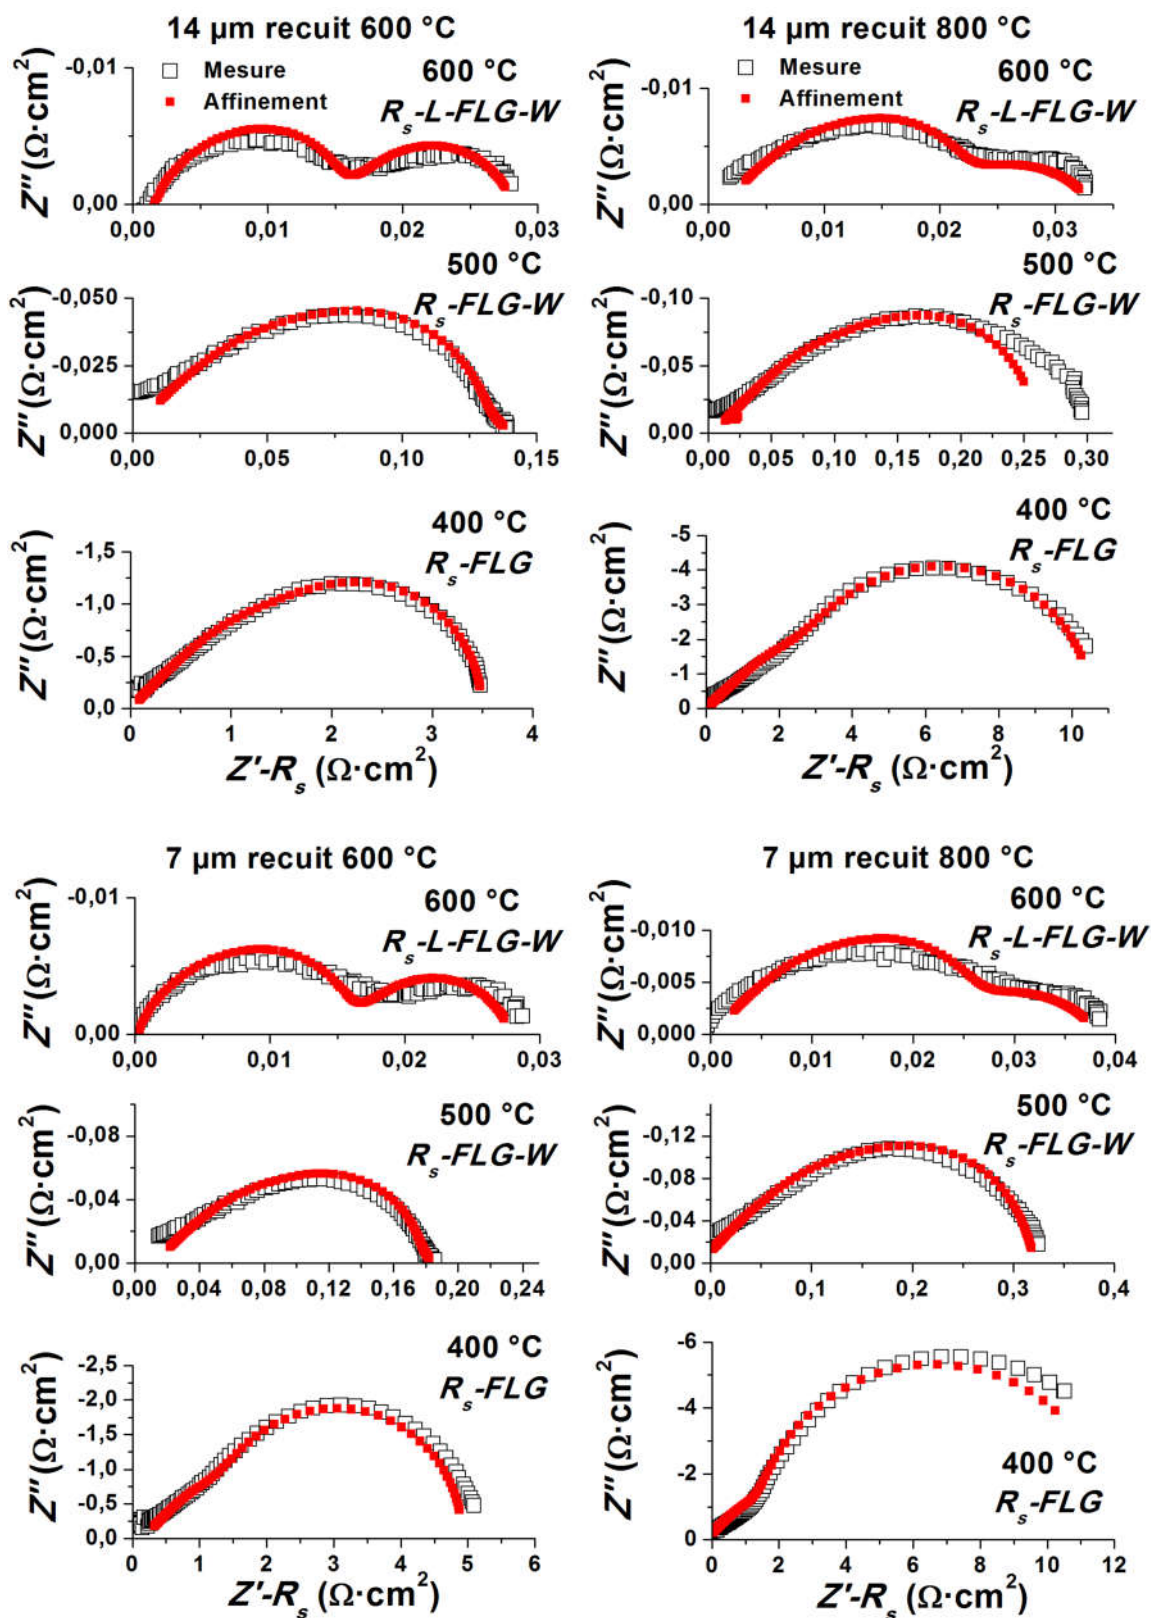 14 µm recuit 600 °C
-0,01
Z''(Ω·cm²)
0,00
Mesure
Affinement
600 °C
Rs-L-FLG-W
0,00 0,01 0,02 0,03
-0,050
-0,025
0,000
Z''(Ω·cm²)
500 °C
Rs-FLG-W
0,00 0,05 0,10 0,15
-1,5
-1,0
-0,5
0,0
Z''(Ω·cm²)
400 °C
Rs-FLG
0 1 2 3 4
Z'-Rs (Ω·cm²)
14 µm recuit 800 °C
-0,01
0,00
Z''(Ω·cm²)
Mesure
Affinement
600 °C
Rs-L-FLG-W
0,00 0,01 0,02 0,03
-0,10
-0,05
0,00
Z''(Ω·cm²)
500 °C
Rs-FLG-W
0,00 0,05 0,10 0,15 0,20 0,25 0,30
-5
-4
-3
-2
-1
0
Z''(Ω·cm²)
400 °C
Rs-FLG
0 2 4 6 8 10
Z'-Rs (Ω·cm²)
7 µm recuit 600 °C
-0,01
0,00
Z''(Ω·cm²)
600 °C
Rs-L-FLG-W
0,00 0,01 0,02 0,03
-0,08
-0,04
0,00
Z''(Ω·cm²)
500 °C
Rs-FLG-W
0,00 0,04 0,08 0,12 0,16 0,20 0,24
-2,5
-2,0
-1,5
-1,0
-0,5
0,0
Z''(Ω·cm²)
400 °C
Rs-FLG
0 1 2 3 4 5 6
Z'-Rs (Ω·cm²)
7 µm recuit 800 °C
-0,010
-0,005
0,000
Z''(Ω·cm²)
600 °C
Rs-L-FLG-W
0,00 0,01 0,02 0,03 0,04
-0,12
-0,08
-0,04
0,00
Z''(Ω·cm²)
500 °C
Rs-FLG-W
0,0 0,1 0,2 0,3 0,4
-6
-4
-2
0
Z''(Ω·cm²)
400 °C
Rs-FLG
0 2 4 6 8 10 12
Z'-Rs (Ω·cm²)